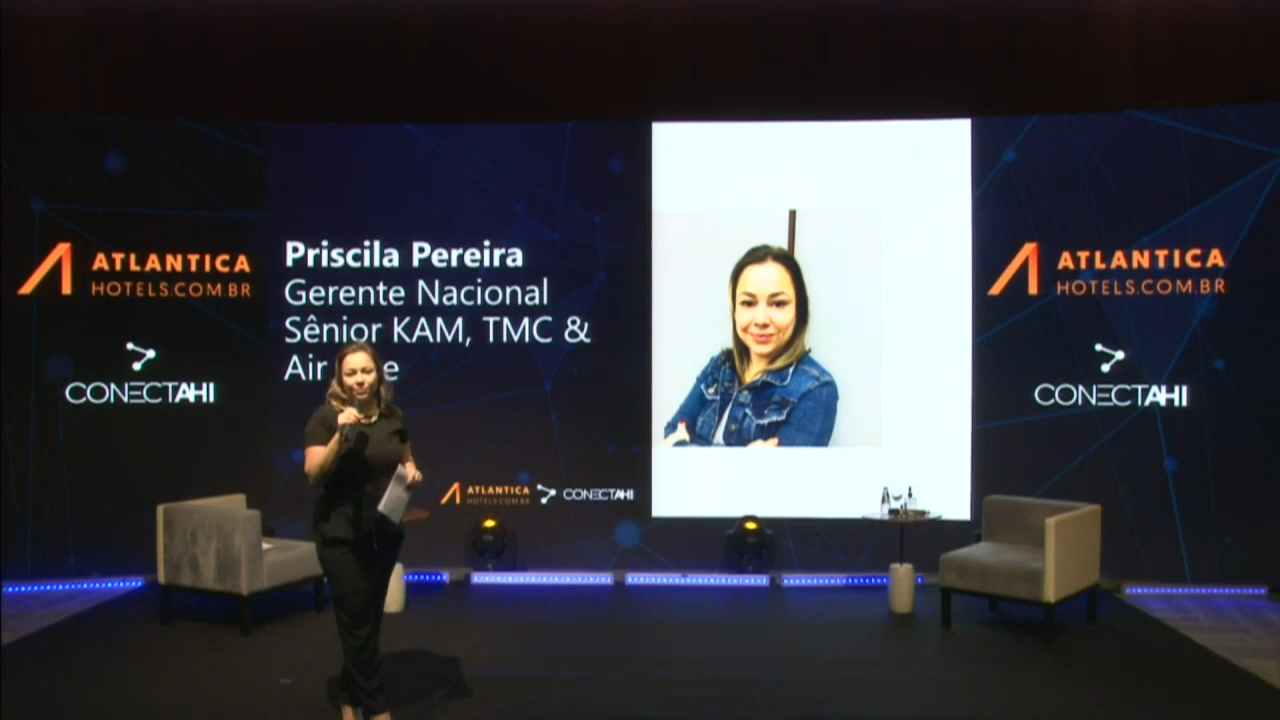 ATLANTICA
HOTELS.COM.BR
CONECTAHI
Priscila Pereira
Gerente Nacional
Sênior KAM, TMC &
Air
ATLANTICA
HOTELS.COM.BR
CONECTAHI
ATLANTICA
HOTELS.COM.BR
CONECTAHI